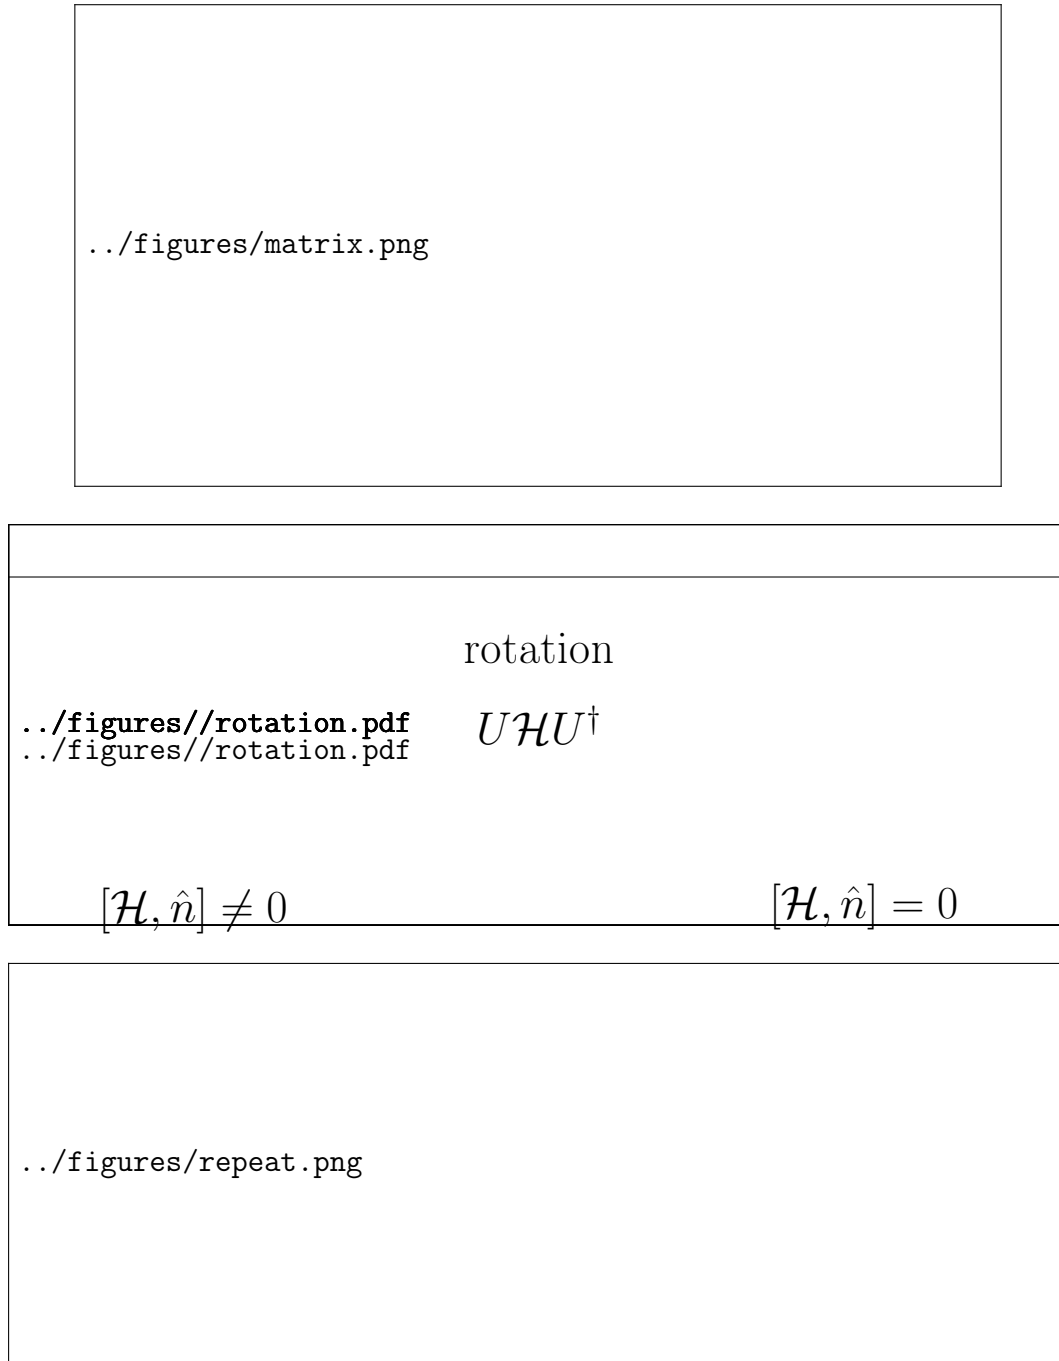 ../figures/matrix.png
rotation
../figures//rotation.pdf
../figures//rotation.pdf
U𝓗U†
[𝓗, n̂] ≠ 0
[𝓗, n̂] = 0
../figures/repeat.png